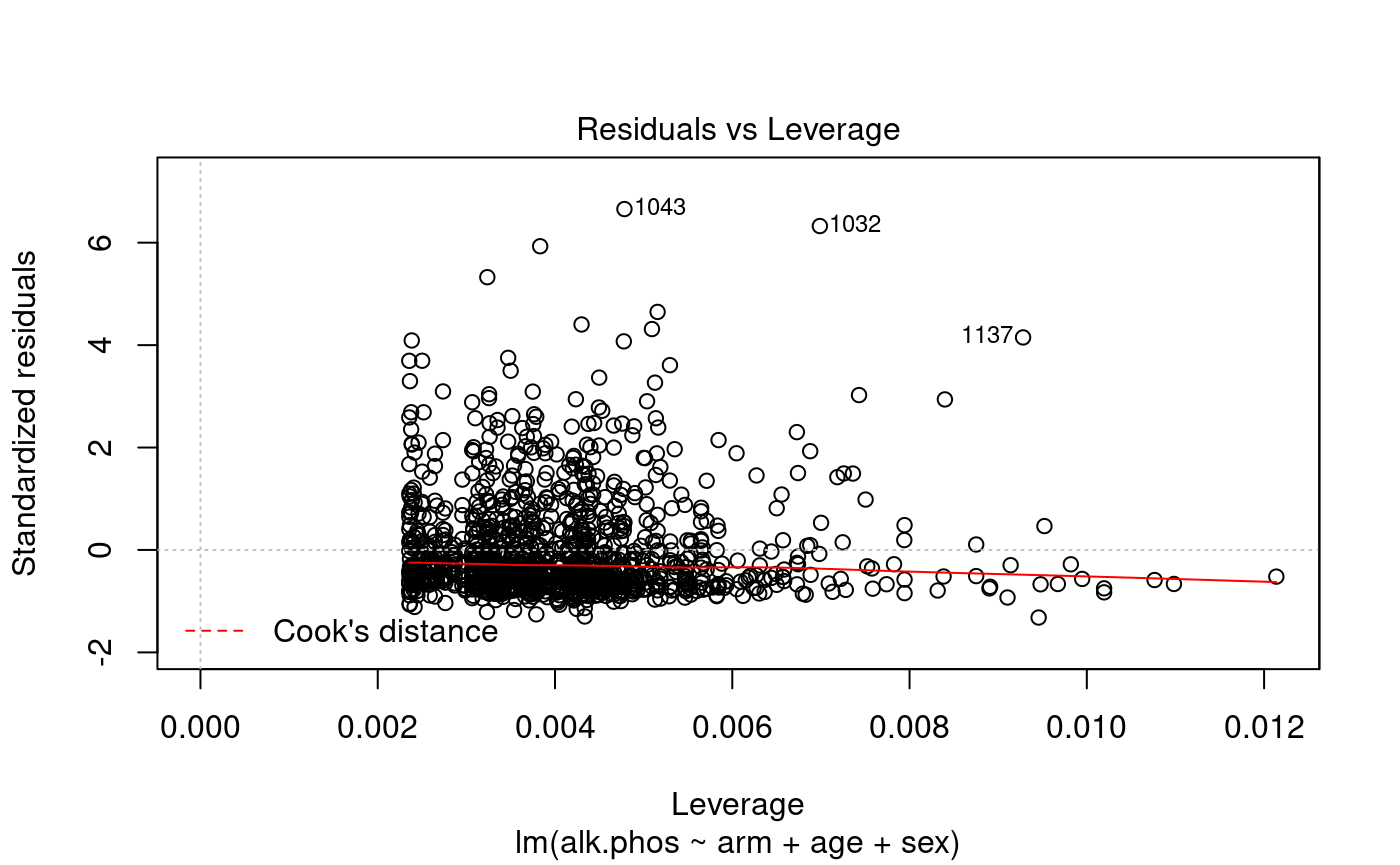 Residuals vs Leverage
Standardized residuals
6
4
2
0
-2
1043
1032
1137
Cook's distance
0.000 0.002 0.004 0.006 0.008 0.010 0.012
Leverage
lm(alk.phos ~ arm + age + sex)